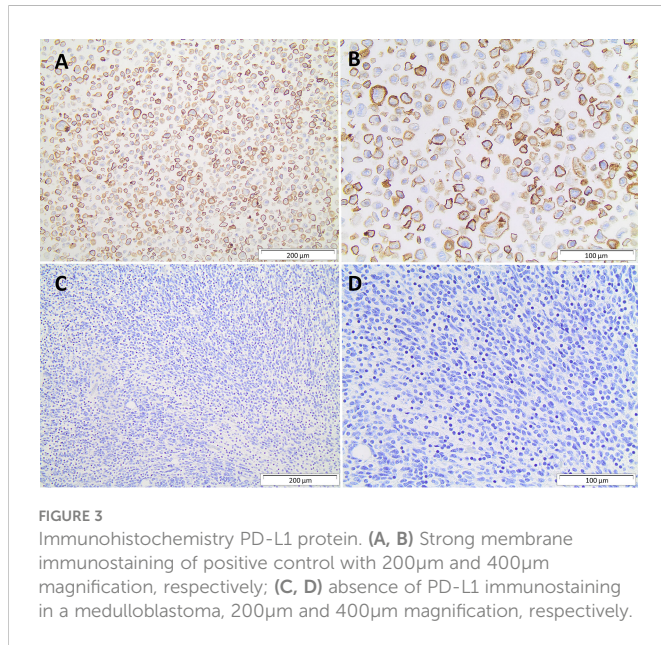 A
B
200 µm
100 µm
C
D
200 µm
100 µm
FIGURE 3
Immunohistochemistry PD-L1 protein. (A, B) Strong membrane
immunostaining of positive control with 200µm and 400µm
magnification, respectively; (C, D) absence of PD-L1 immunostaining
in a medulloblastoma, 200µm and 400µm magnification, respectively.